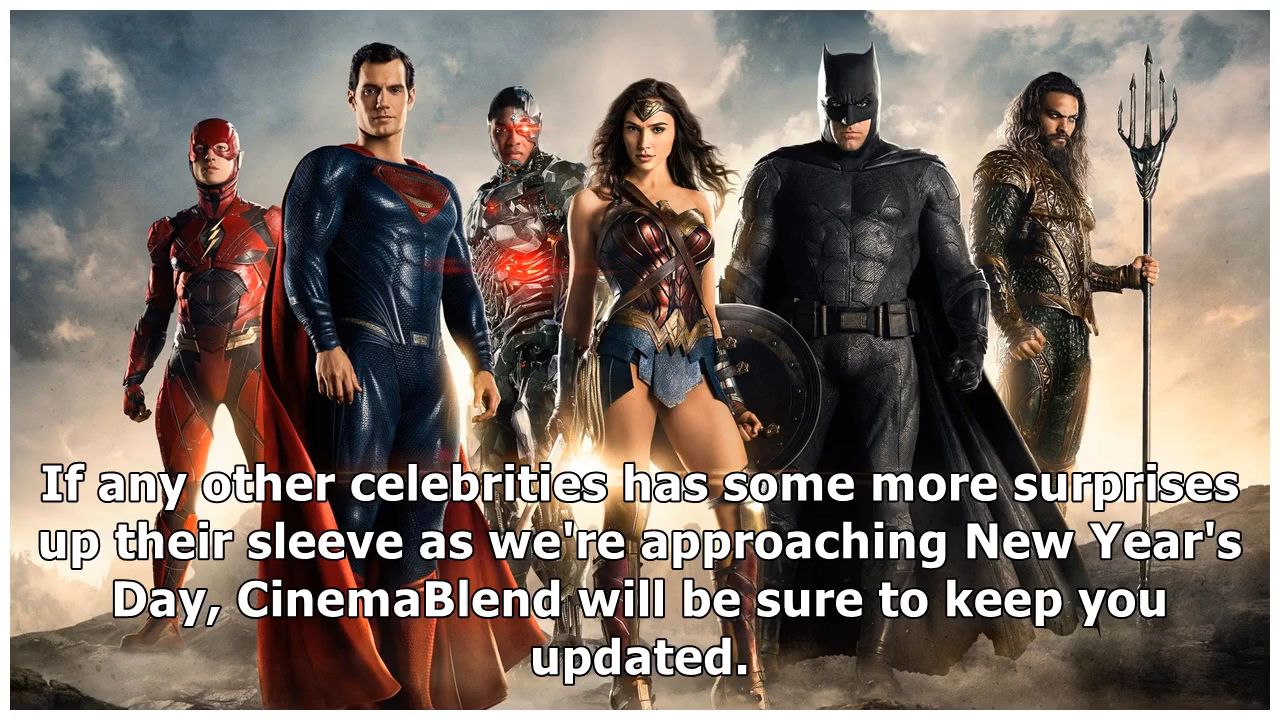 If any other celebrities has some more surprises
up their sleeve as we're approaching New Year's
Day, CinemaBlend will be sure to keep you
updated.